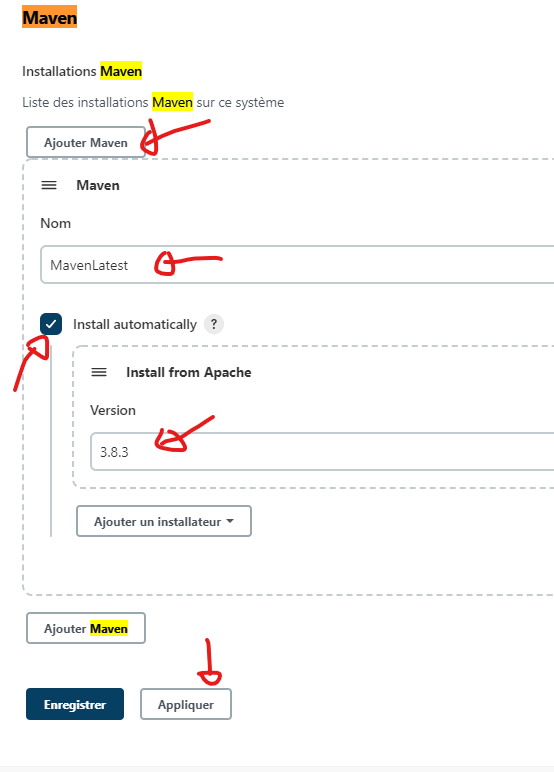 Maven
Installations Maven
Liste des installations Maven sur ce système
Ajouter Maven
Maven
Nom
MavenLatest
Install automatically ?
Install from Apache
Version
3.8.3
Ajouter un installateur
Ajouter Maven
Enregistrer Appliquer